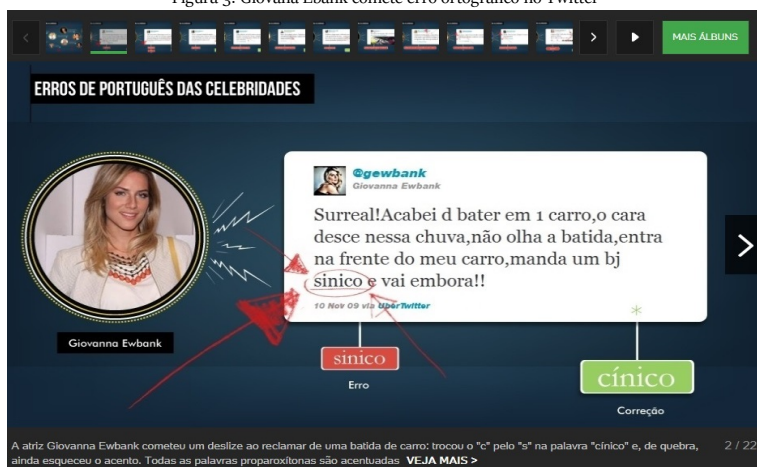 Figura 3: Giovana Ebank comete erro ortográfico no Twitter
MAIS ÁLBUNS
ERROS DE PORTUGUÊS DAS CELEBRIDADES
@gewbank
Giovanna Ewbank
Surreal!Acabei d bater em 1 carro,o cara
desce nessa chuva,não olha a batida,entra
na frente do meu carro,manda um bj
sinico e vai embora!!
10 Nov 09 via UberTwitter
Giovanna Ewbank
sinico
Erro
cínico
Correção
A atriz Giovanna Ewbank cometeu um deslize ao reclamar de uma batida de carro: trocou o "c" pelo "s" na palavra "cínico" e, de quebra,
ainda esqueceu o acento. Todas as palavras proparoxítonas são acentuadas VEJA MAIS >
2 / 22